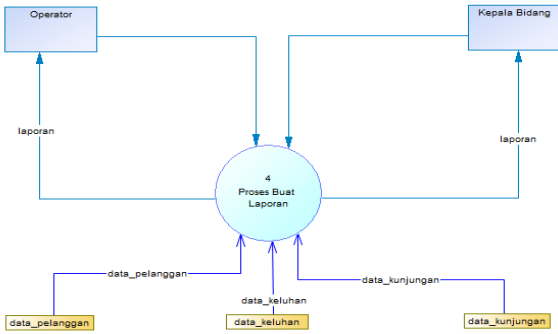 Operator
Kepala Bidang
laporan
laporan
4
Proses Buat
Laporan
data_pelanggan
data_kunjungan
data_keluhan
data_pelanggan
data_keluhan
data_kunjungan